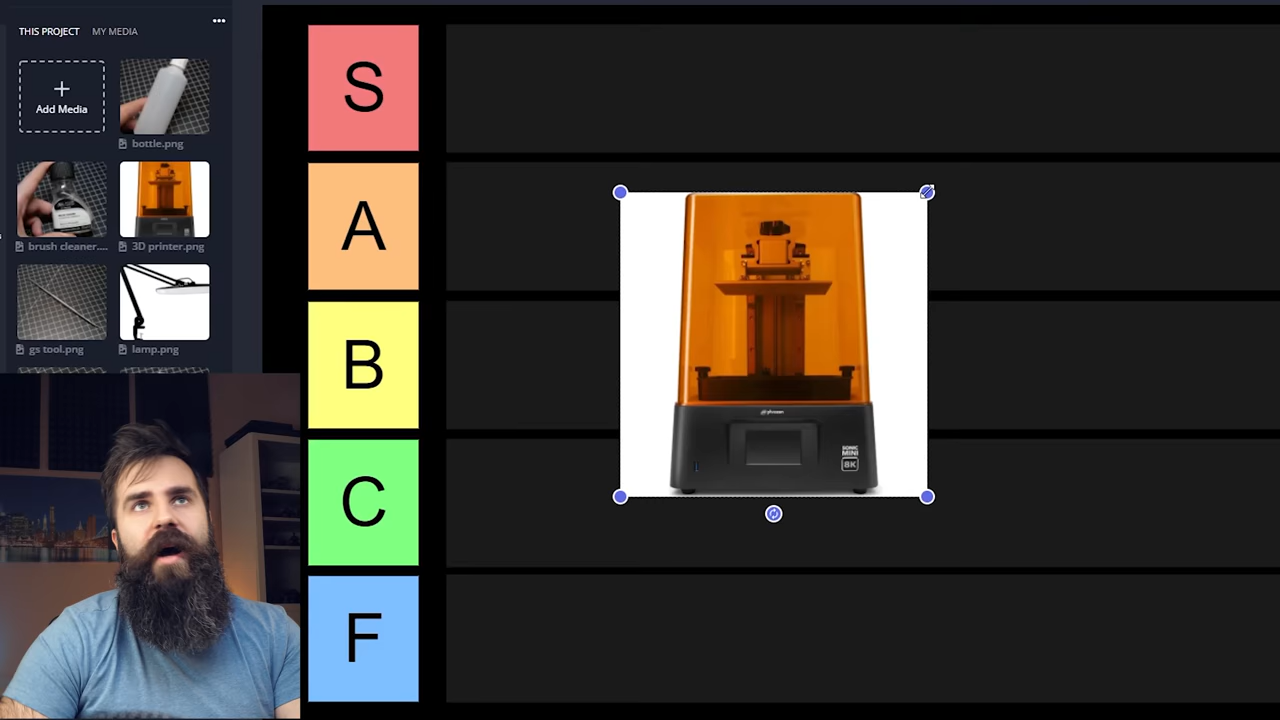 THIS PROJECT
MY MEDIA
Add Media
bottle.png
brush cleaner....
3D printer.png
gs tool.png
lamp.png
S
A
B
C
F
phrozen
SONIC
MINI
8K